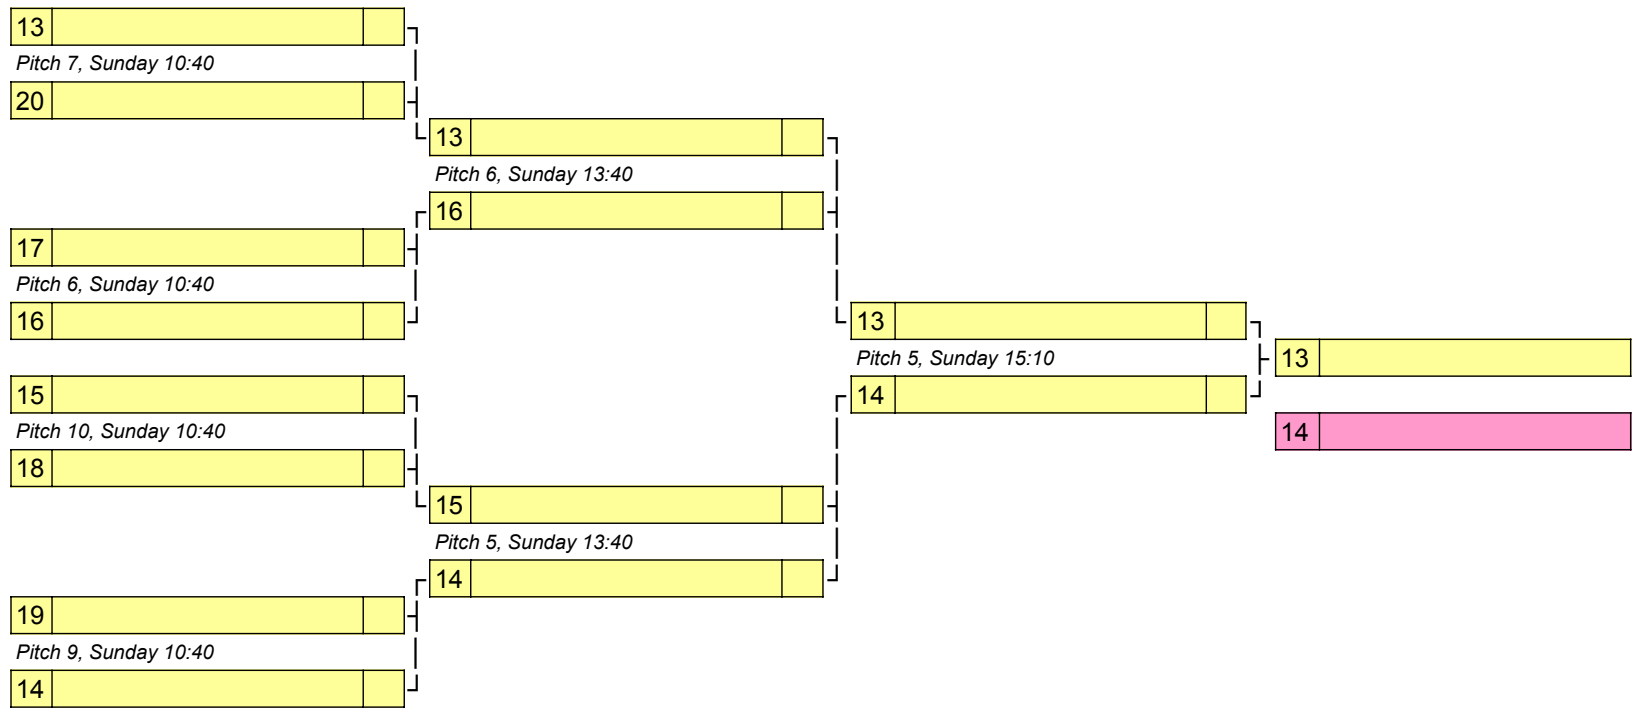 13
Pitch 7, Sunday 10:40
20
13
Pitch 6, Sunday 13:40
16
17
Pitch 6, Sunday 10:40
16
13
Pitch 5, Sunday 15:10
13
14
14
15
Pitch 10, Sunday 10:40
18
15
Pitch 5, Sunday 13:40
14
19
Pitch 9, Sunday 10:40
14